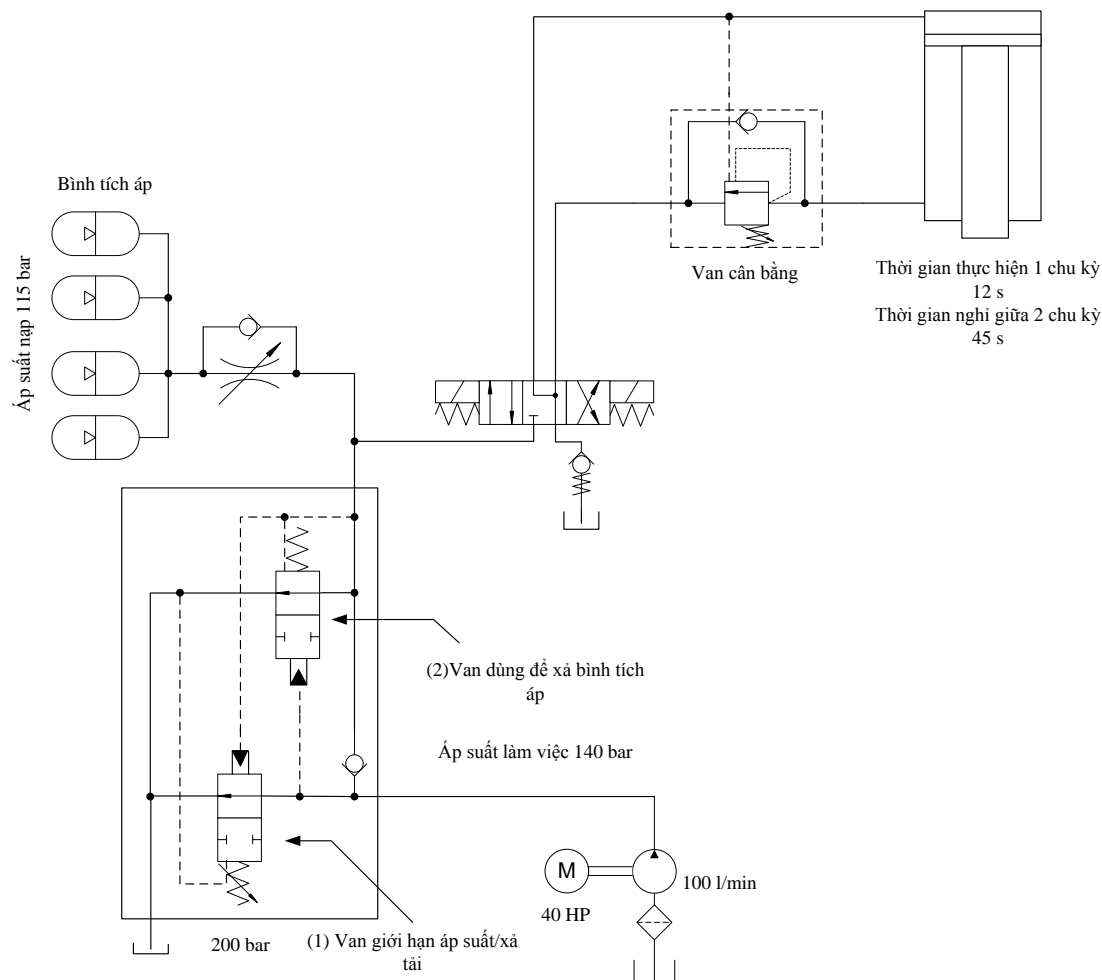 Bình tích áp
Áp suất nạp 115 bar
Van cân bằng
Thời gian thực hiện 1 chu kỳ
12 s
Thời gian nghỉ giữa 2 chu kỳ
45 s
(2)Van dùng để xả bình tích
áp
Áp suất làm việc 140 bar
M
100 l/min
40 HP
200 bar
(1) Van giới hạn áp suất/xả
tải